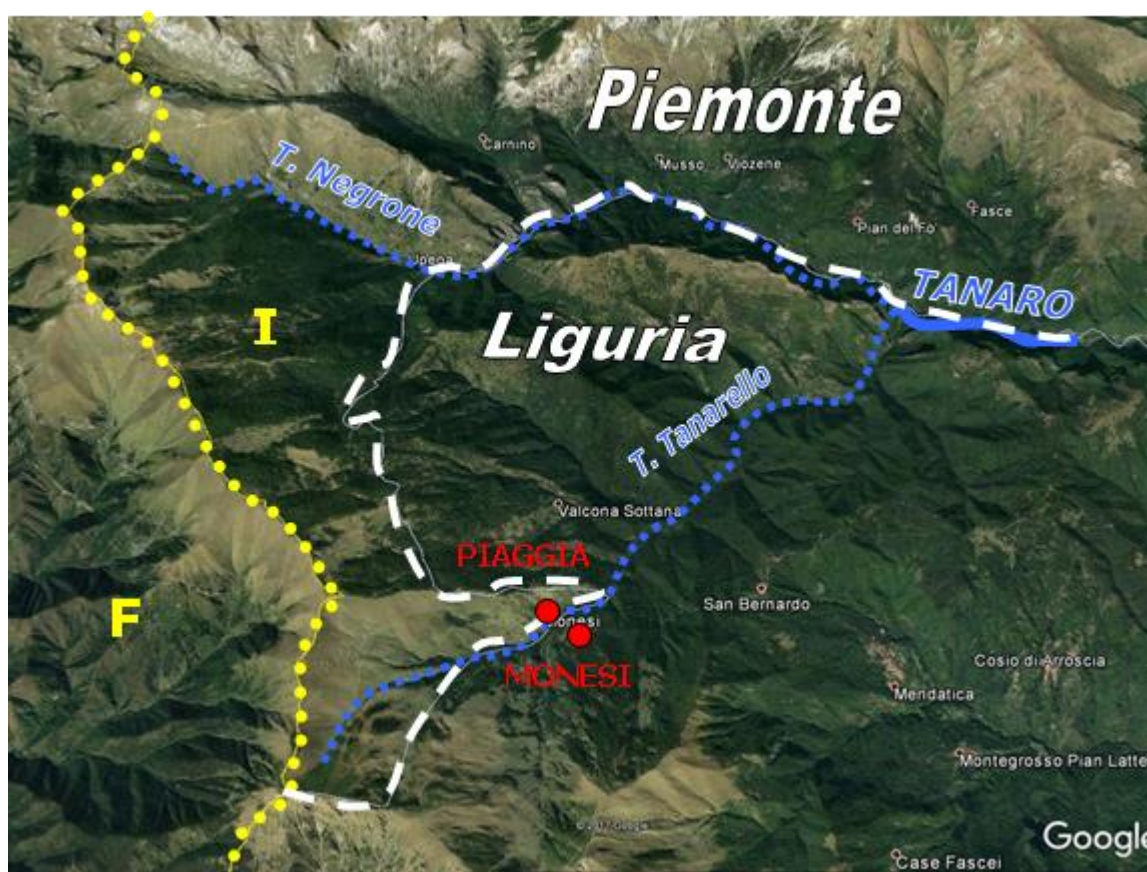 Piemonte
Carnino
Musso
Viozene
T. Negrone
Fasce
Pian del Fo'
Upega
TANARO
I
Liguria
T. Tanarello
Valcona Sottana
PIAGGIA
San Bernardo
F
MONESI
Cosio di Arroscia
Mendatica
Montegrosso Pian Latte
Google
Case Fascei